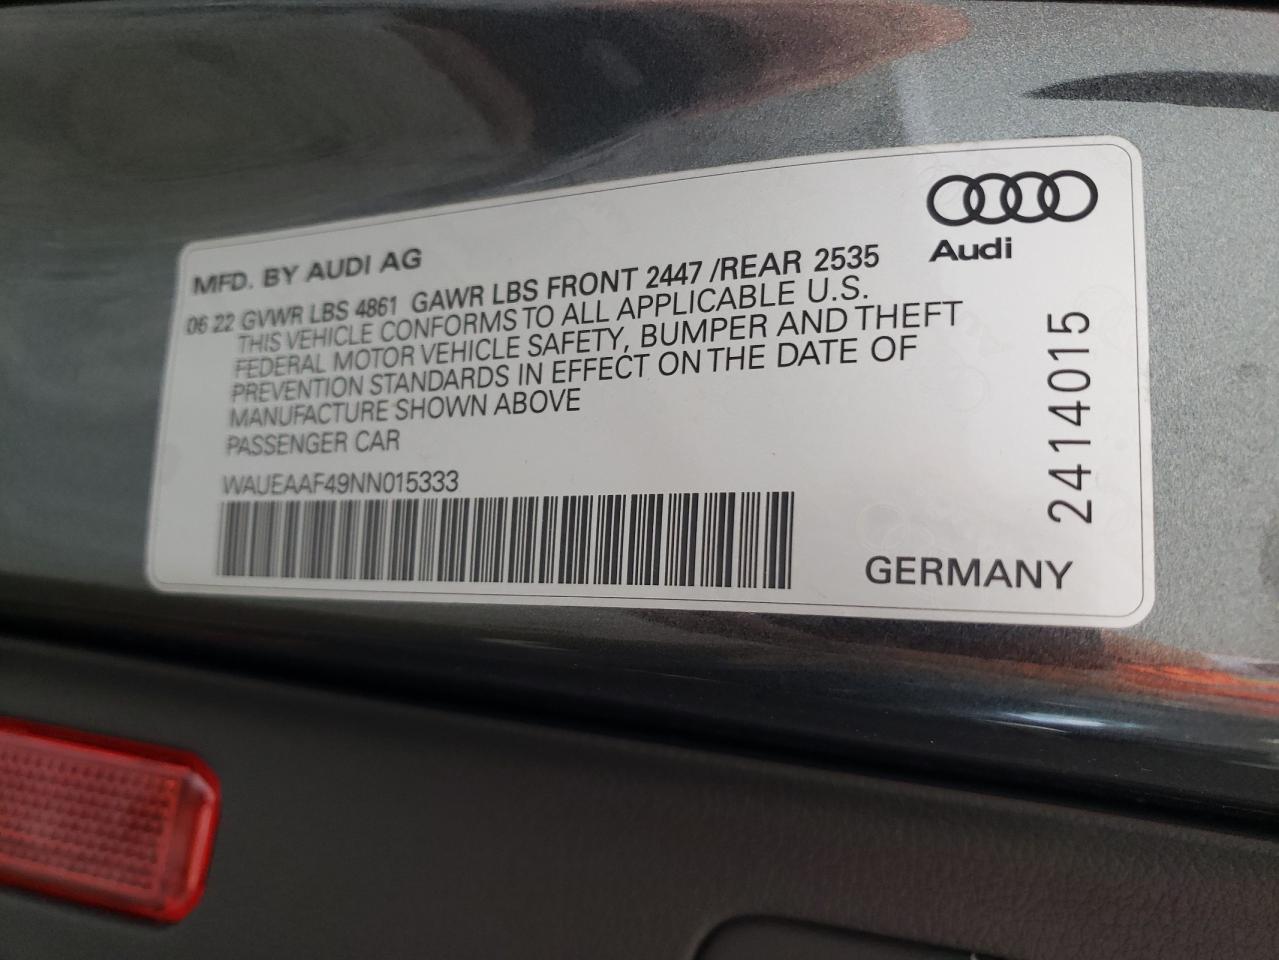 Audi
MFD. BY AUDI AG
06 22 GVWR LBS 4861 GAWR LBS FRONT 2447 /REAR 2535
THIS VEHICLE CONFORMS TO ALL APPLICABLE U.S.
FEDERAL MOTOR VEHICLE SAFETY, BUMPER AND THEFT
PREVENTION STANDARDS IN EFFECT ON THE DATE OF
MANUFACTURE SHOWN ABOVE
PASSENGER CAR
WAUEAAF49NN015333
GERMANY
2414015